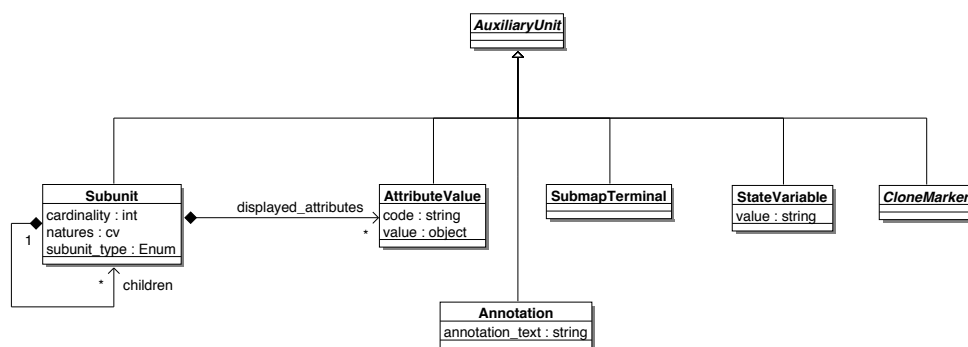 AuxiliaryUnit
Subunit
cardinality : int
natures : cv
subunit_type : Enum
1
*
children
displayed_attributes
*
AttributeValue
code : string
value : object
SubmapTerminal
StateVariable
value : string
CloneMarker
Annotation
annotation_text : string